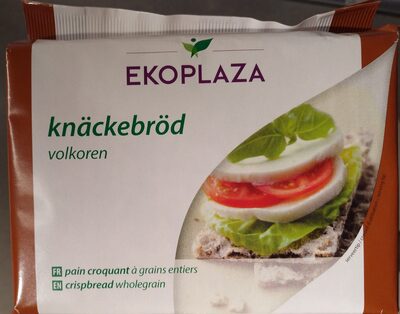 EKOPLAZA
knäckebröd
volkoren
FR pain croquant à grains entiers
EN crispbread wholegrain